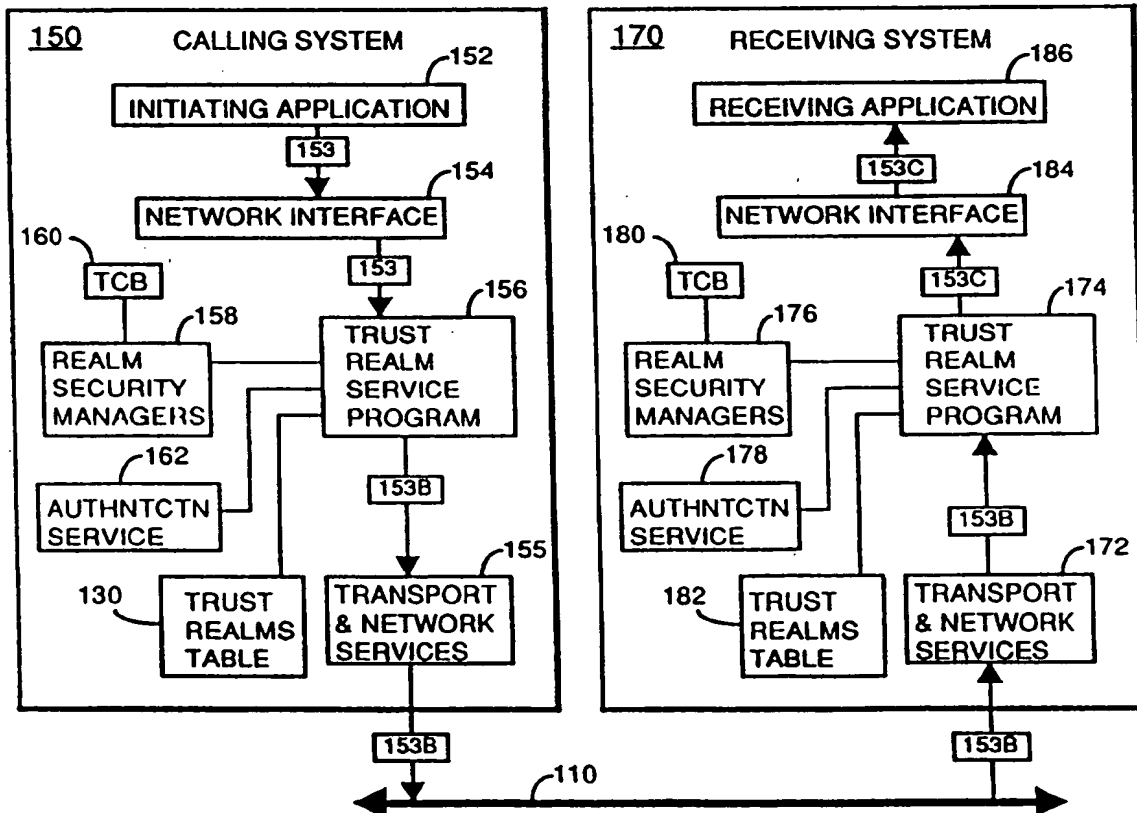 150 CALLING SYSTEM
152
INITIATING APPLICATION
153
154
NETWORK INTERFACE
160
TCB
153
156
158
REALM
SECURITY
MANAGERS
TRUST
REALM
SERVICE
PROGRAM
162
AUTHNTCTN
SERVICE
153B
155
130
TRUST
REALMS
TABLE
TRANSPORT
& NETWORK
SERVICES
153B
170 RECEIVING SYSTEM
186
RECEIVING APPLICATION
153C
184
NETWORK INTERFACE
180
TCB
153C
174
176
REALM
SECURITY
MANAGERS
TRUST
REALM
SERVICE
PROGRAM
178
AUTHNTCTN
SERVICE
153B
172
182
TRUST
REALMS
TABLE
TRANSPORT
& NETWORK
SERVICES
153B
110